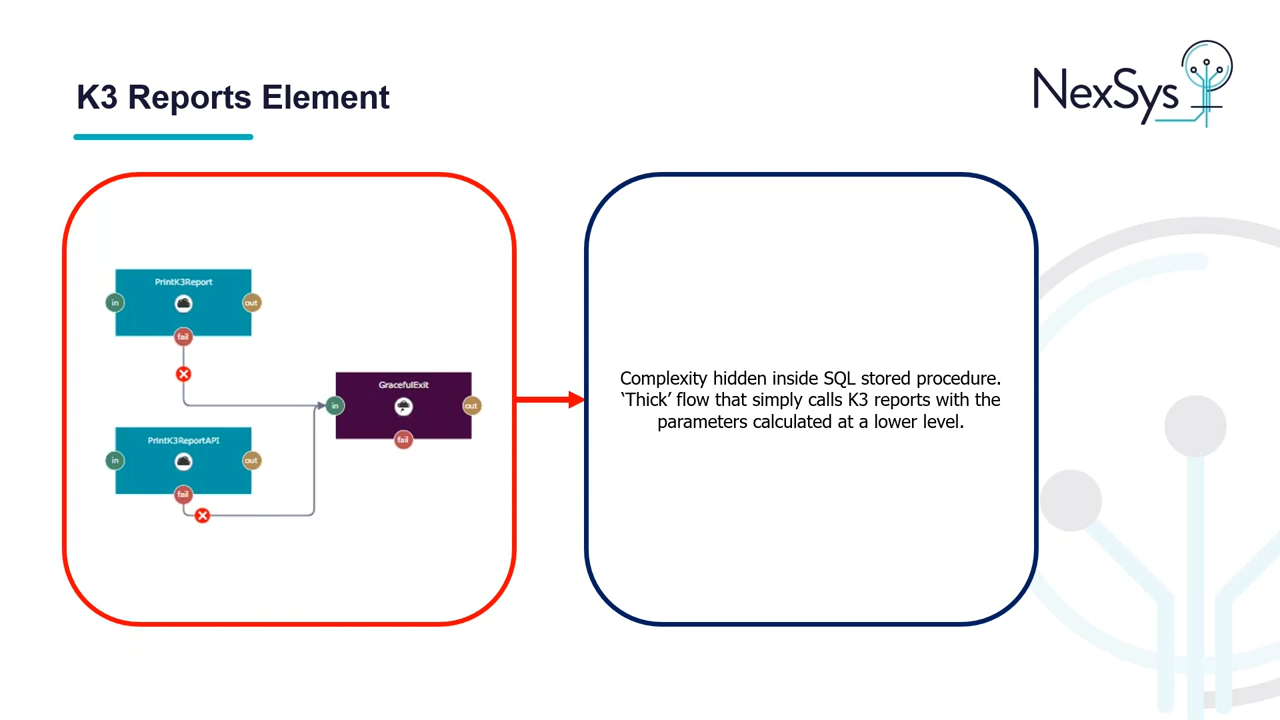 K3 Reports Element
NexSys
PrintK3Report
in
out
fail
GracefulExit
in
out
fail
PrintK3ReportAPI
in
out
fail
Complexity hidden inside SQL stored procedure.
‘Thick’ flow that simply calls K3 reports with the
parameters calculated at a lower level.